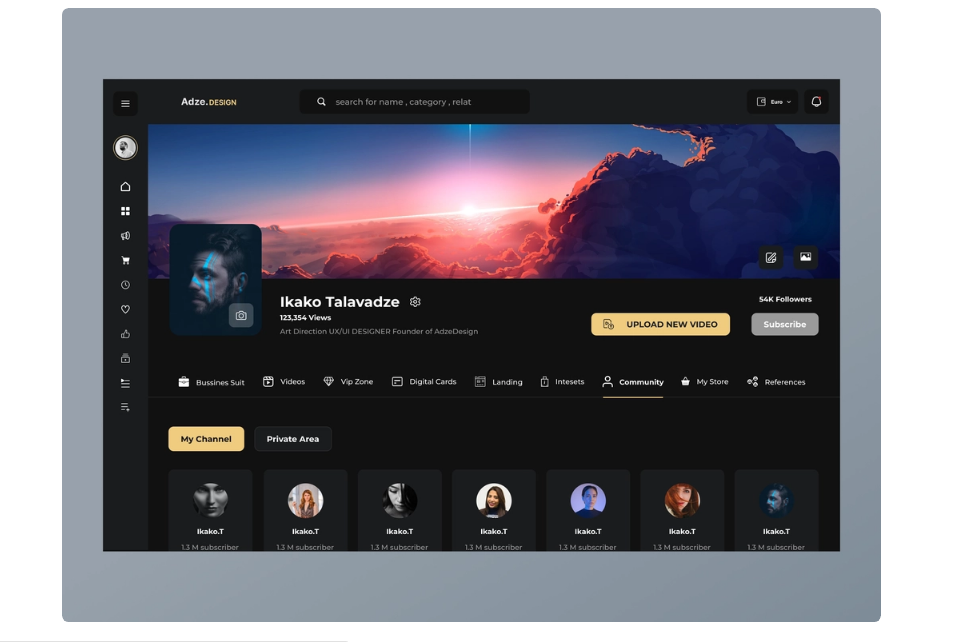 Adze.DESIGN
search for name , category , relat
Euro
Ikako Talavadze
123,354 Views
Art Direction UX/UI DESIGNER Founder of AdzeDesign
54K Followers
UPLOAD NEW VIDEO
Subscribe
Bussines Suit
Videos
Vip Zone
Digital Cards
Landing
Intesets
Community
My Store
References
My Channel
Private Area
Ikako.T
Ikako.T
Ikako.T
Ikako.T
Ikako.T
Ikako.T
Ikako.T
1.3 M subscriber
1.3 M subscriber
1.3 M subscriber
1.3 M subscriber
1.3 M subscriber
1.3 M subscriber
1.3 M subscriber